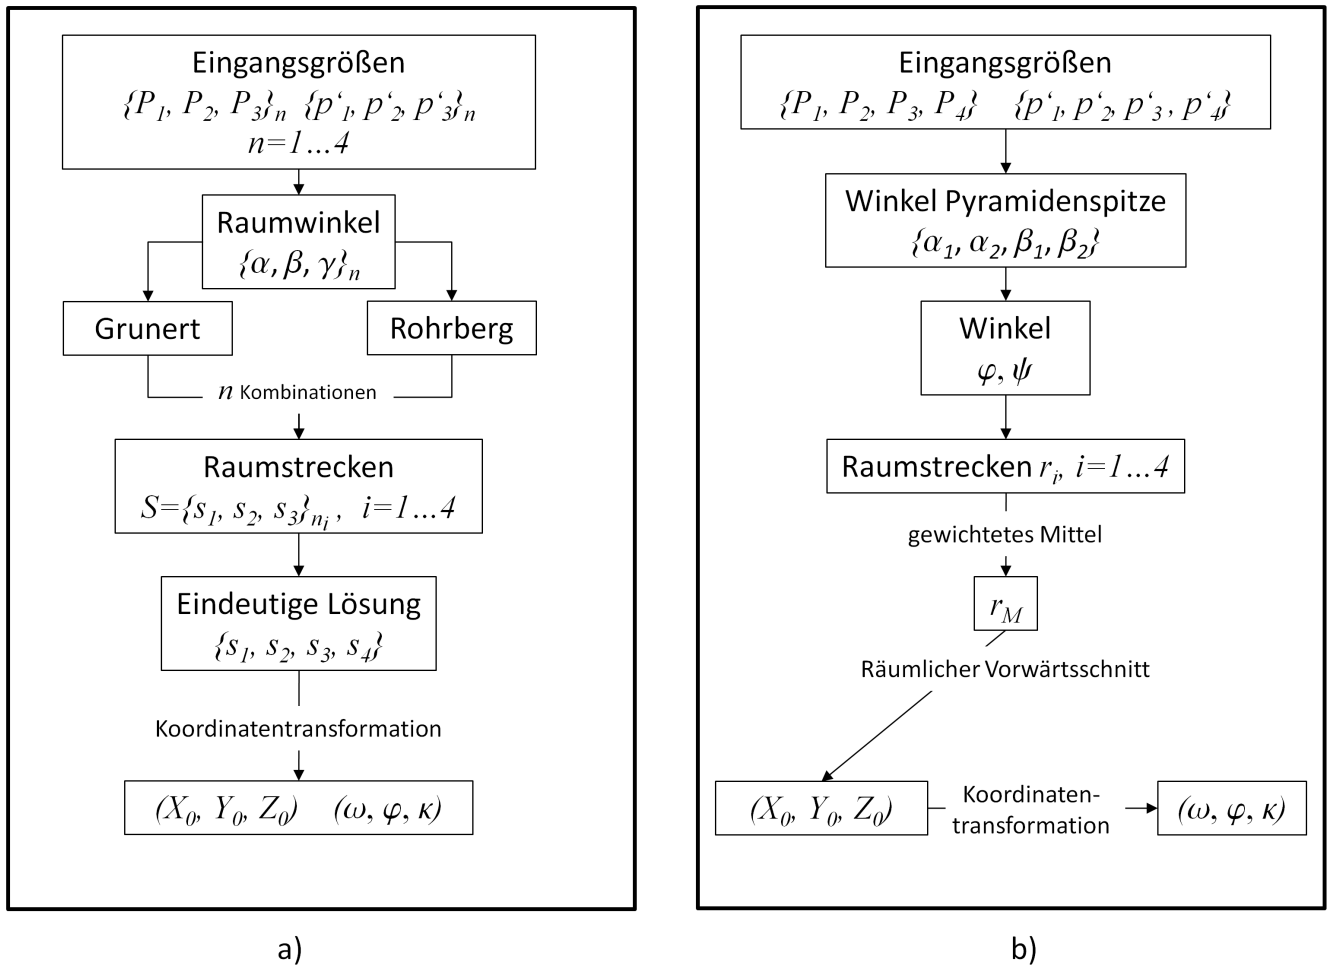 Eingangsgrößen
{P₁, P₂, P₃}ₙ {p‘₁, p‘₂, p‘₃}ₙ
n=1...4
Raumwinkel
{α, β, γ}ₙ
Grunert
Rohrberg
n Kombinationen
Raumstrecken
S={s₁, s₂, s₃}ₙᵢ, i=1...4
Eindeutige Lösung
{s₁, s₂, s₃, s₄}
Koordinatentransformation
(X₀, Y₀, Z₀) (ω, φ, κ)
a)
Eingangsgrößen
{P₁, P₂, P₃, P₄} {p‘₁, p‘₂, p‘₃, p‘₄}
Winkel Pyramidenspitze
{α₁, α₂, β₁, β₂}
Winkel
φ, ψ
Raumstrecken rᵢ, i=1...4
gewichtetes Mittel
r_M
Räumlicher Vorwärtsschnitt
(X₀, Y₀, Z₀)
Koordinaten-
transformation
(ω, φ, κ)
b)